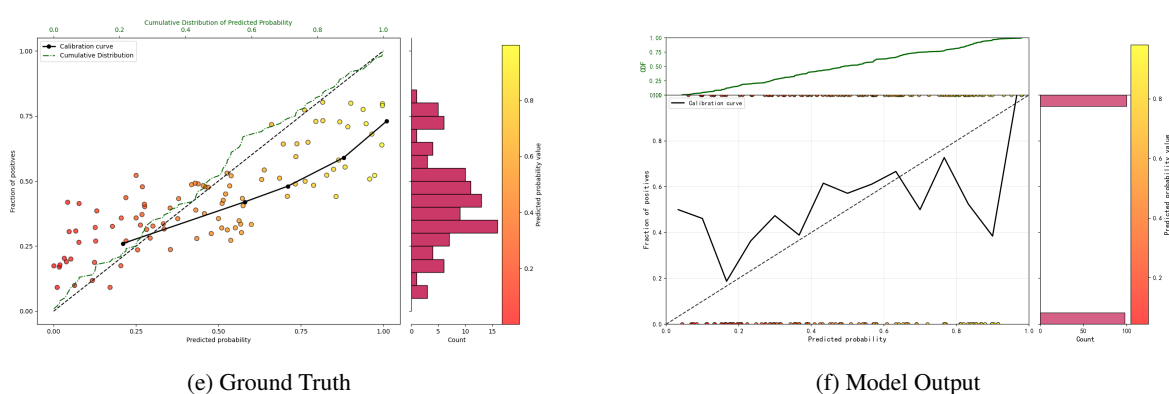 Cumulative Distribution of Predicted Probability
0.0 0.2 0.4 0.6 0.8 1.0
Calibration curve
Cumulative Distribution
Fraction of positives
1.00
0.75
0.50
0.25
0.00
0.00 0.25 0.50 0.75 1.00
Predicted probability
0 5 10 15
Count
0.8
0.6
0.4
0.2
Predicted probability value
(e) Ground Truth
CDF
1.00
0.75
0.50
0.25
Calibration curve
Fraction of positives
0.8
0.6
0.4
0.2
0.0
0.0 0.2 0.4 0.6 0.8 1.0
Predicted probability
0 50 100
Count
0.8
0.6
0.4
0.2
Predicted probability value
(f) Model Output